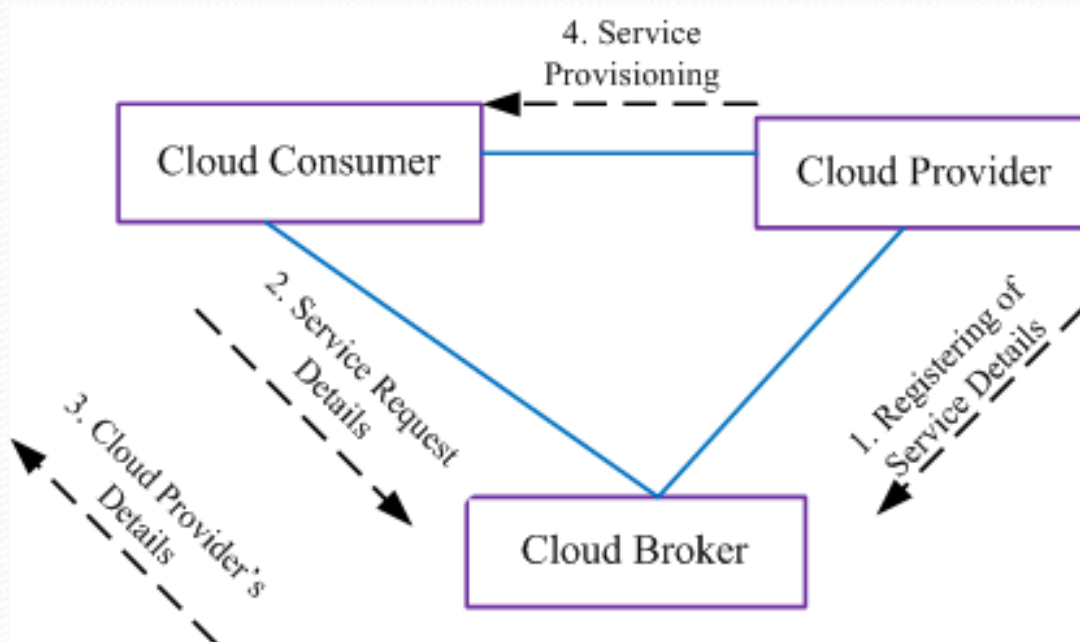 4. Service
Provisioning
Cloud Consumer
Cloud Provider
2. Service Request
Details
1. Registering of
Service Details
3. Cloud Provider's
Details
Cloud Broker